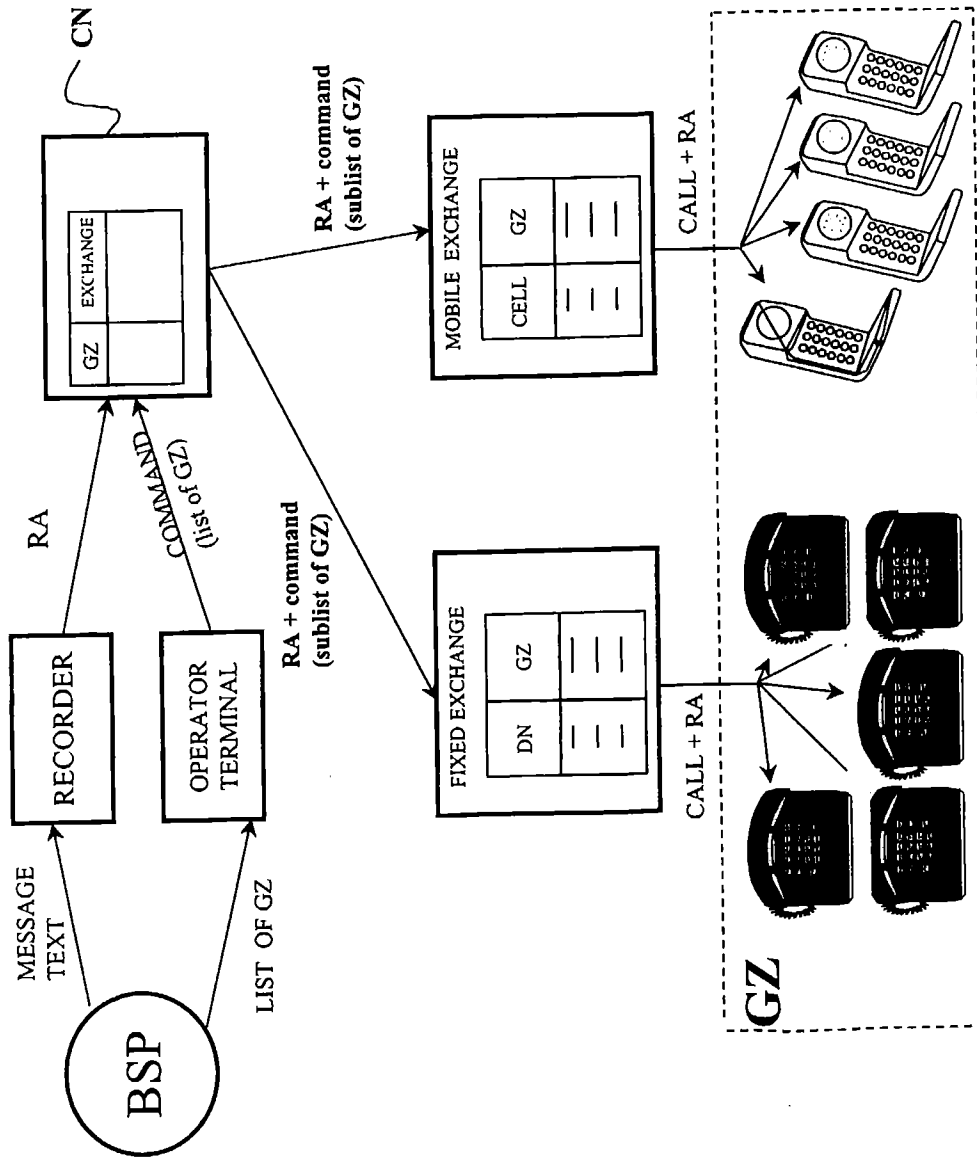 BSP
MESSAGE
TEXT
LIST OF GZ
RECORDER
OPERATOR
TERMINAL
RA
COMMAND
(list of GZ)
GZ
EXCHANGE
CN
RA + command
(sublist of GZ)
RA + command
(sublist of GZ)
FIXED EXCHANGE
DN
GZ
MOBILE EXCHANGE
CELL
GZ
CALL + RA
CALL + RA
GZ